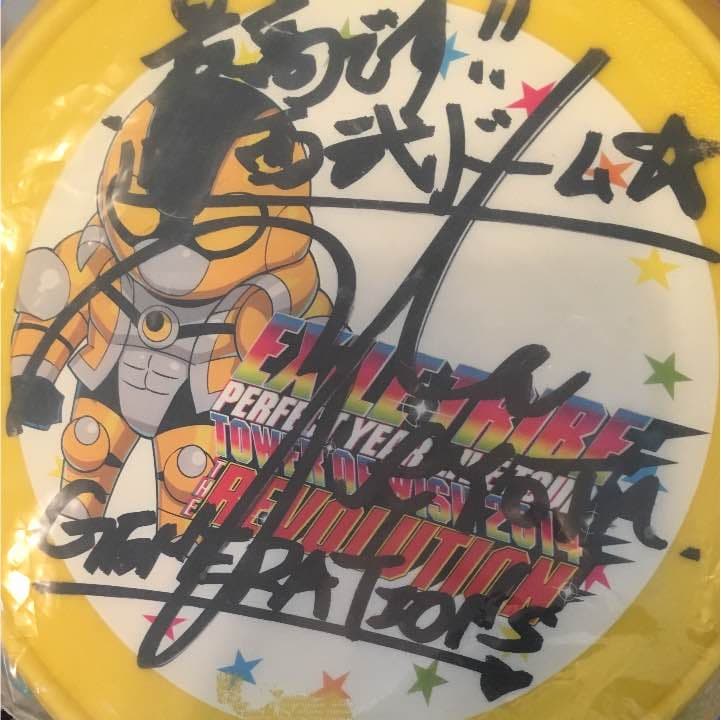 最高です!!
西武ドーム☆
EXILE TRIBE
PERFECT YEAR LIVE TOUR
TOWER OF WISH 2014
THE REVOLUTION
GENERATIONS